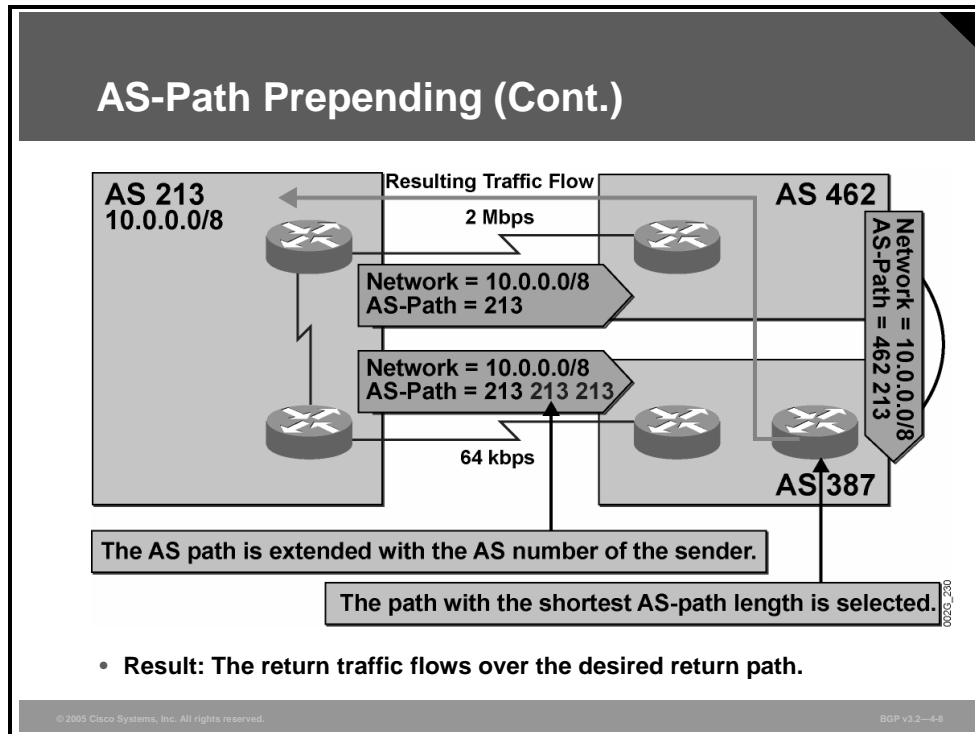 AS-Path Prepending (Cont.)
AS 213
10.0.0.0/8
Resulting Traffic Flow
2 Mbps
AS 462
Network = 10.0.0.0/8
AS-Path = 213
Network = 10.0.0.0/8
AS-Path = 462 213
Network = 10.0.0.0/8
AS-Path = 213 213 213
64 kbps
AS 387
The AS path is extended with the AS number of the sender.
The path with the shortest AS-path length is selected.
002G_230
• Result: The return traffic flows over the desired return path.
© 2005 Cisco Systems, Inc. All rights reserved.
BGP v3.2—4-8